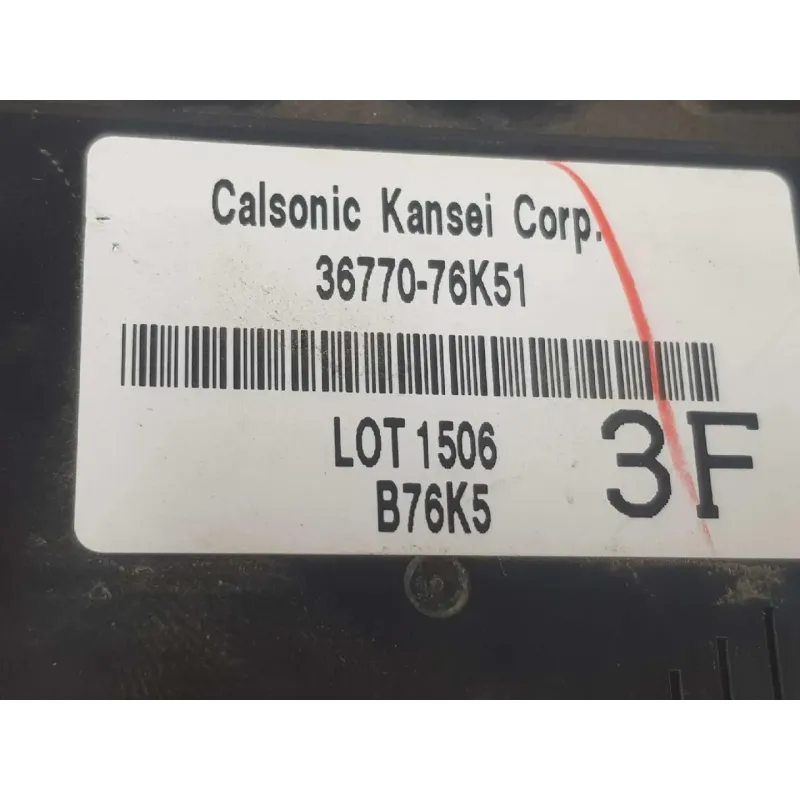 Calsonic Kansei Corp.
36770-76K51
LOT 1506
B76K5
3F